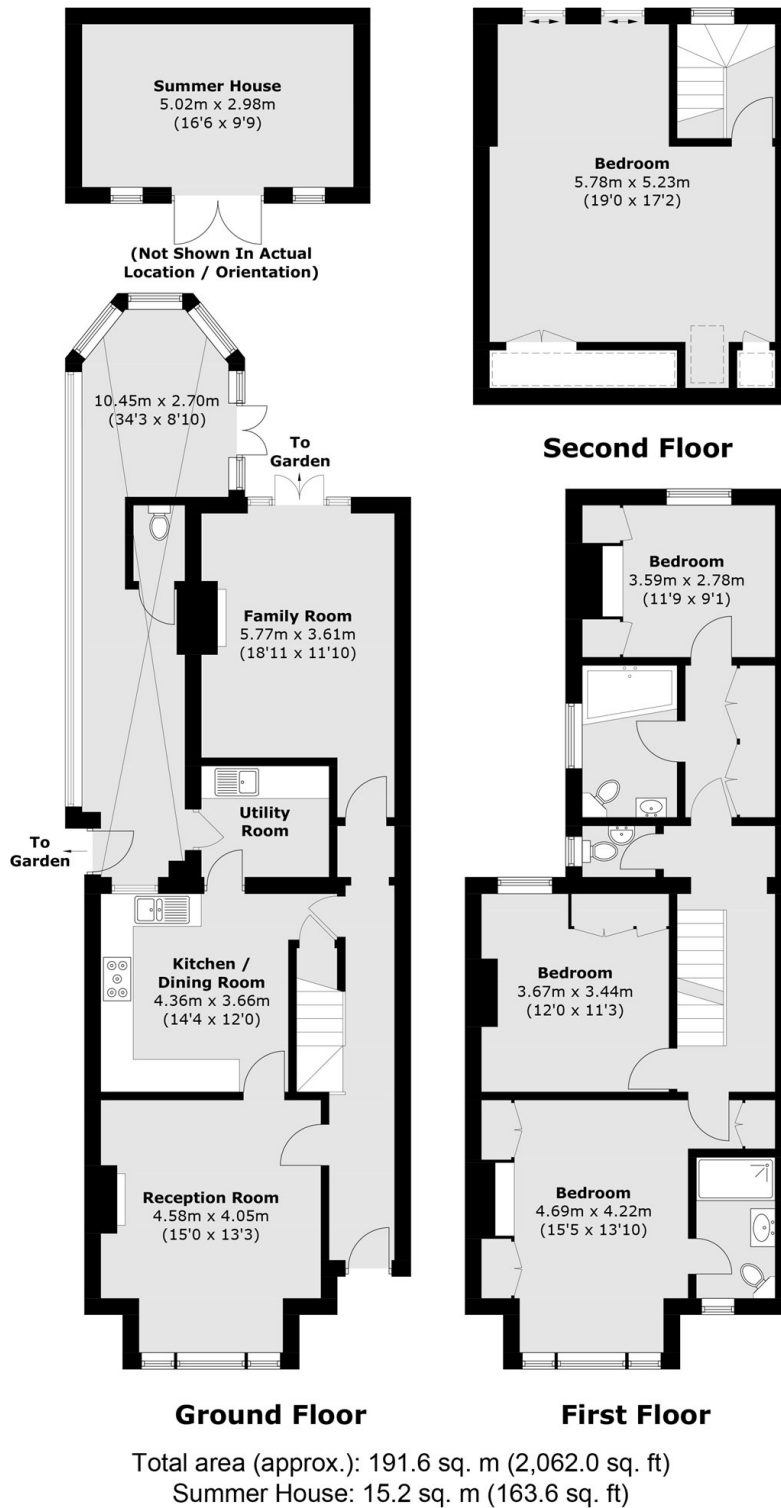 Summer House
5.02m x 2.98m
(16'6 x 9'9)
(Not Shown In Actual
Location / Orientation)
10.45m x 2.70m
(34'3 x 8'10)
To
Garden
Family Room
5.77m x 3.61m
(18'11 x 11'10)
Utility
Room
To
Garden
Kitchen /
Dining Room
4.36m x 3.66m
(14'4 x 12'0)
Reception Room
4.58m x 4.05m
(15'0 x 13'3)
Ground Floor
Bedroom
5.78m x 5.23m
(19'0 x 17'2)
Second Floor
Bedroom
3.59m x 2.78m
(11'9 x 9'1)
Bedroom
3.67m x 3.44m
(12'0 x 11'3)
Bedroom
4.69m x 4.22m
(15'5 x 13'10)
First Floor
Total area (approx.): 191.6 sq. m (2,062.0 sq. ft)
Summer House: 15.2 sq. m (163.6 sq. ft)